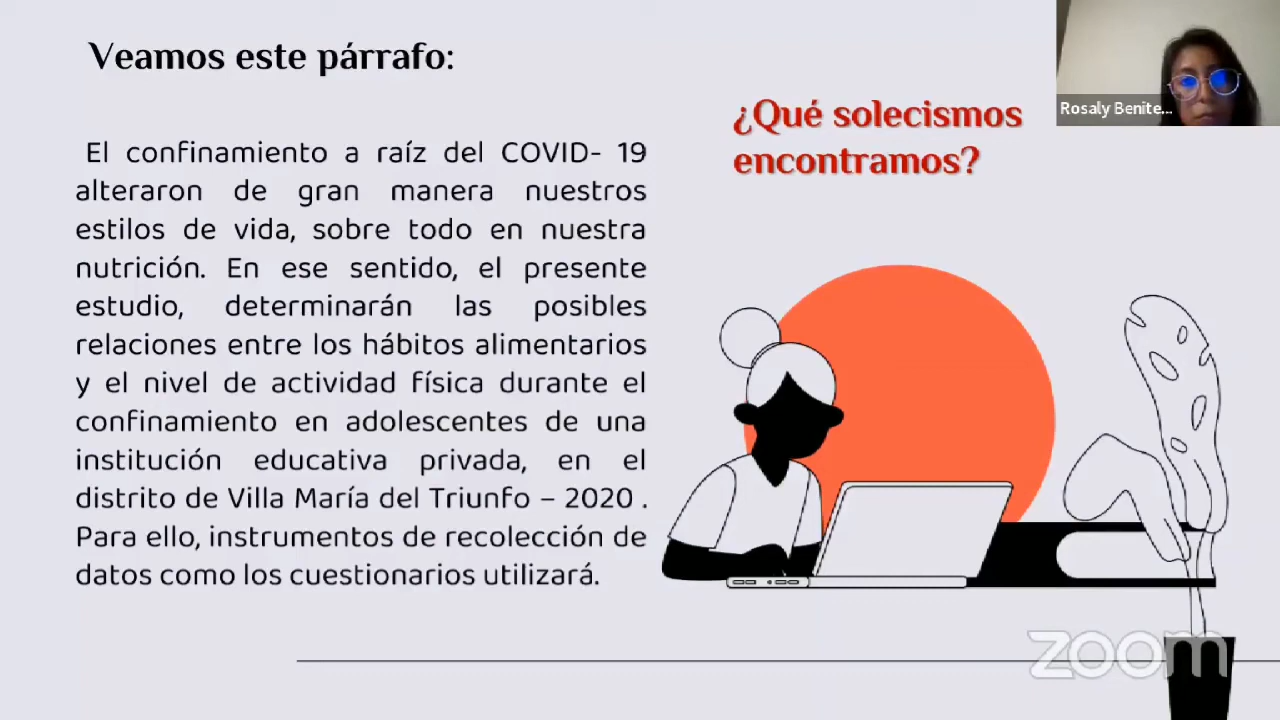 Veamos este párrafo:
El confinamiento a raíz del COVID- 19
alteraron de gran manera nuestros
estilos de vida, sobre todo en nuestra
nutrición. En ese sentido, el presente
estudio, determinarán las posibles
relaciones entre los hábitos alimentarios
y el nivel de actividad física durante el
confinamiento en adolescentes de una
institución educativa privada, en el
distrito de Villa María del Triunfo – 2020 .
Para ello, instrumentos de recolección de
datos como los cuestionarios utilizará.
¿Qué solecismos
encontramos?
Rosaly Benite...
zoom